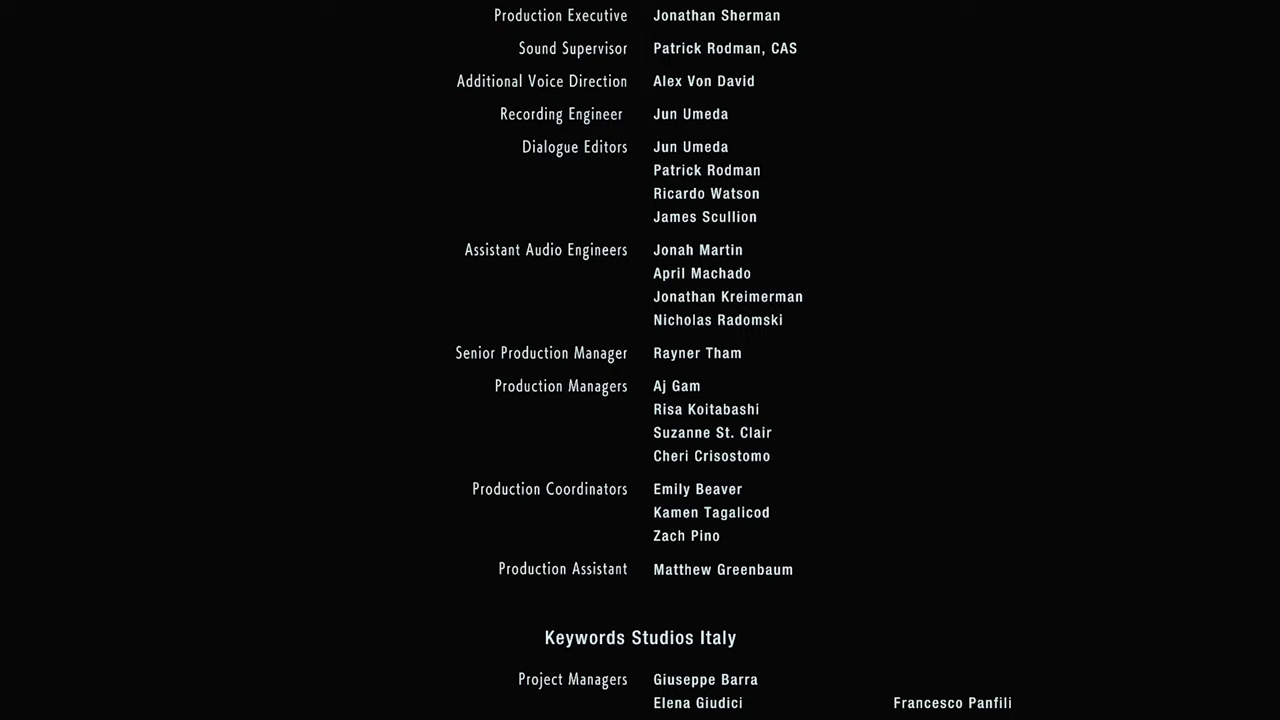 Production Executive Jonathan Sherman
Sound Supervisor Patrick Rodman, CAS
Additional Voice Direction Alex Von David
Recording Engineer Jun Umeda
Dialogue Editors Jun Umeda
Patrick Rodman
Ricardo Watson
James Scullion
Assistant Audio Engineers Jonah Martin
April Machado
Jonathan Kreimerman
Nicholas Radomski
Senior Production Manager Rayner Tham
Production Managers Aj Gam
Risa Koitabashi
Suzanne St. Clair
Cheri Crisostomo
Production Coordinators Emily Beaver
Kamen Tagalicod
Zach Pino
Production Assistant Matthew Greenbaum
Keywords Studios Italy
Project Managers Giuseppe Barra
Elena Giudici Francesco Panfili